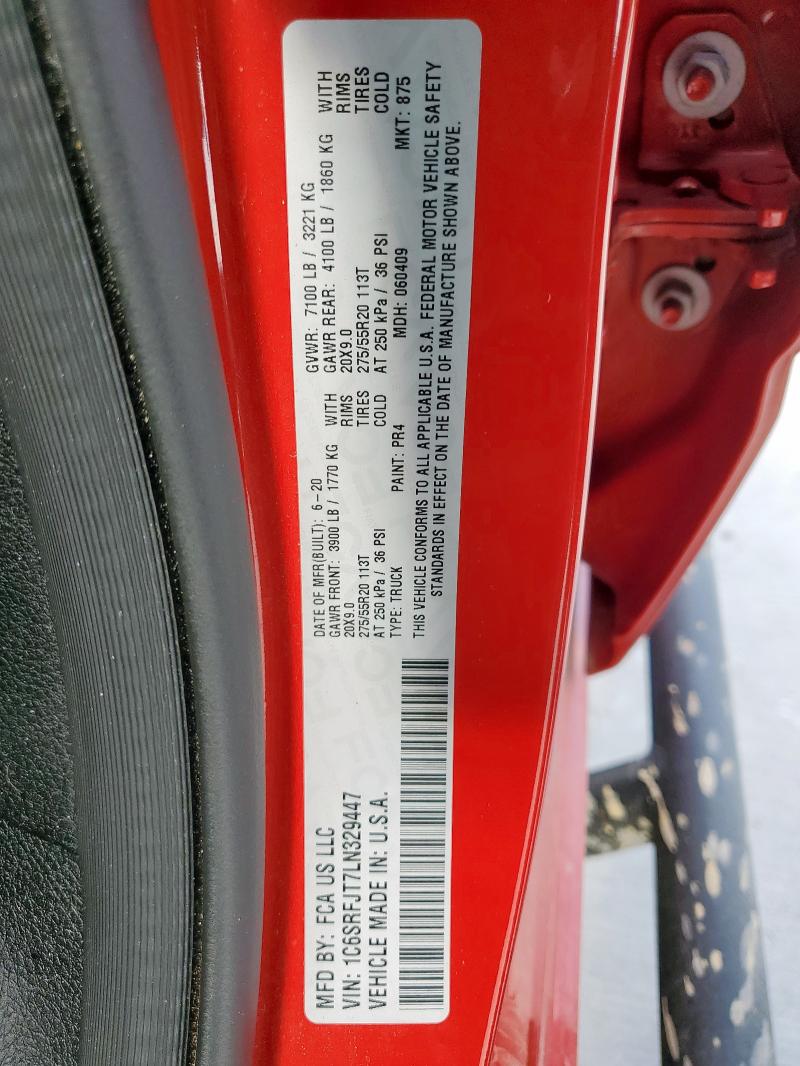 MFD BY: FCA US LLC
VIN: 1C6SRFJT7LN329447
VEHICLE MADE IN: U.S.A.
DATE OF MFR(BUILT): 6-20 GVWR: 7100 LB / 3221 KG
GAWR FRONT: 3900 LB / 1770 KG WITH GAWR REAR: 4100 LB / 1860 KG WITH
20X9.0 RIMS 20X9.0 RIMS
275/55R20 113T TIRES 275/55R20 113T TIRES
AT 250 kPa / 36 PSI COLD AT 250 kPa / 36 PSI COLD
TYPE: TRUCK PAINT: PR4 MDH: 060409 MKT: 875
THIS VEHICLE CONFORMS TO ALL APPLICABLE U.S.A. FEDERAL MOTOR VEHICLE SAFETY
STANDARDS IN EFFECT ON THE DATE OF MANUFACTURE SHOWN ABOVE.